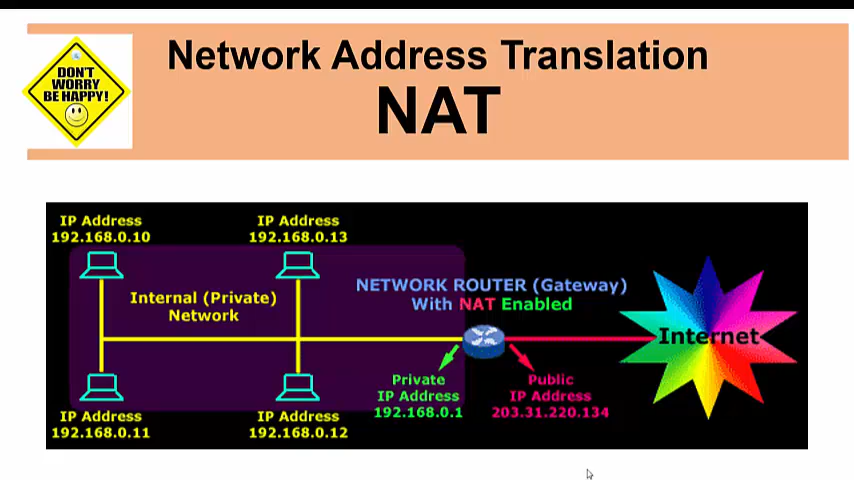 Network Address Translation
NAT
DON'T
WORRY
BE HAPPY!
IP Address
192.168.0.10
IP Address
192.168.0.13
Internal (Private)
Network
NETWORK ROUTER (Gateway)
With NAT Enabled
Internet
Private
IP Address
192.168.0.1
Public
IP Address
203.31.220.134
IP Address
192.168.0.11
IP Address
192.168.0.12